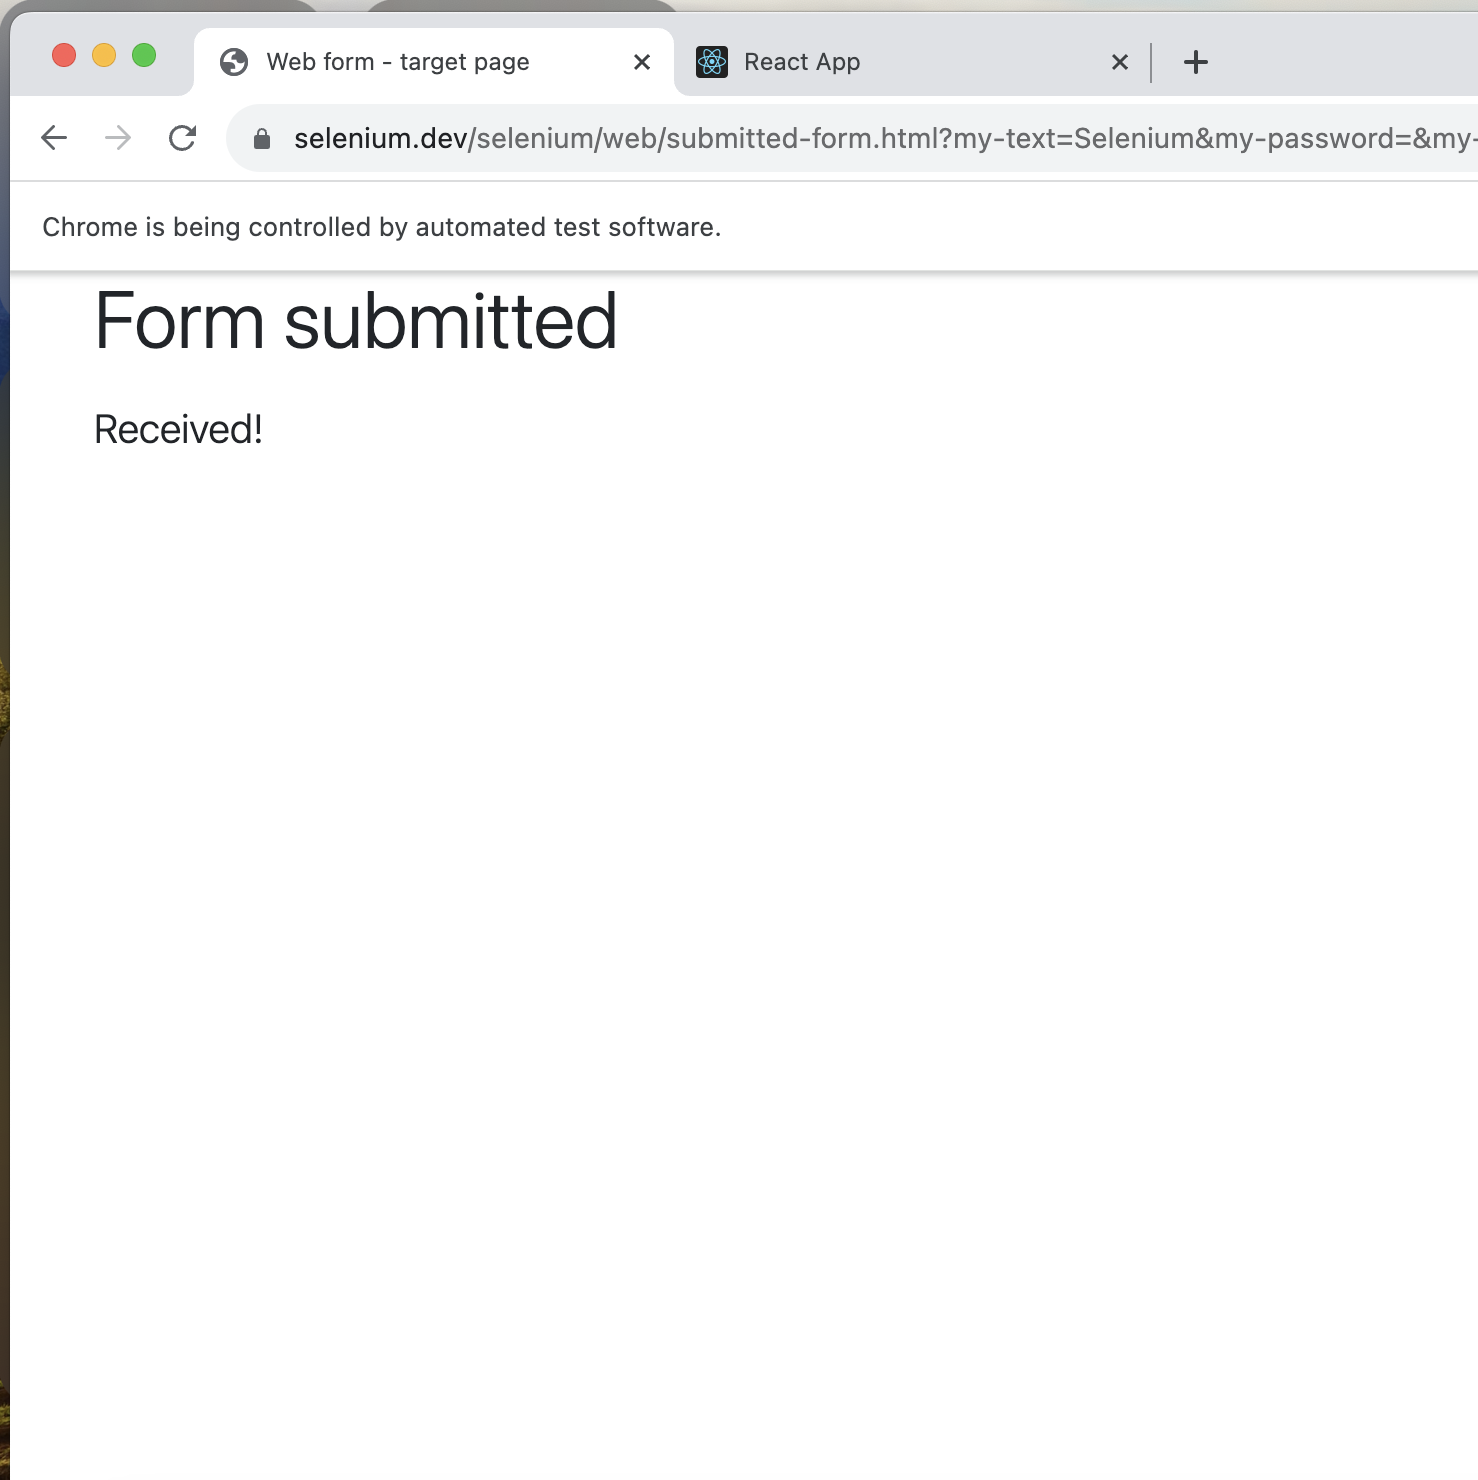 Web form - target page
React App
selenium.dev/selenium/web/submitted-form.html?my-text=Selenium&my-password=&my-
Chrome is being controlled by automated test software.
Form submitted
Received!